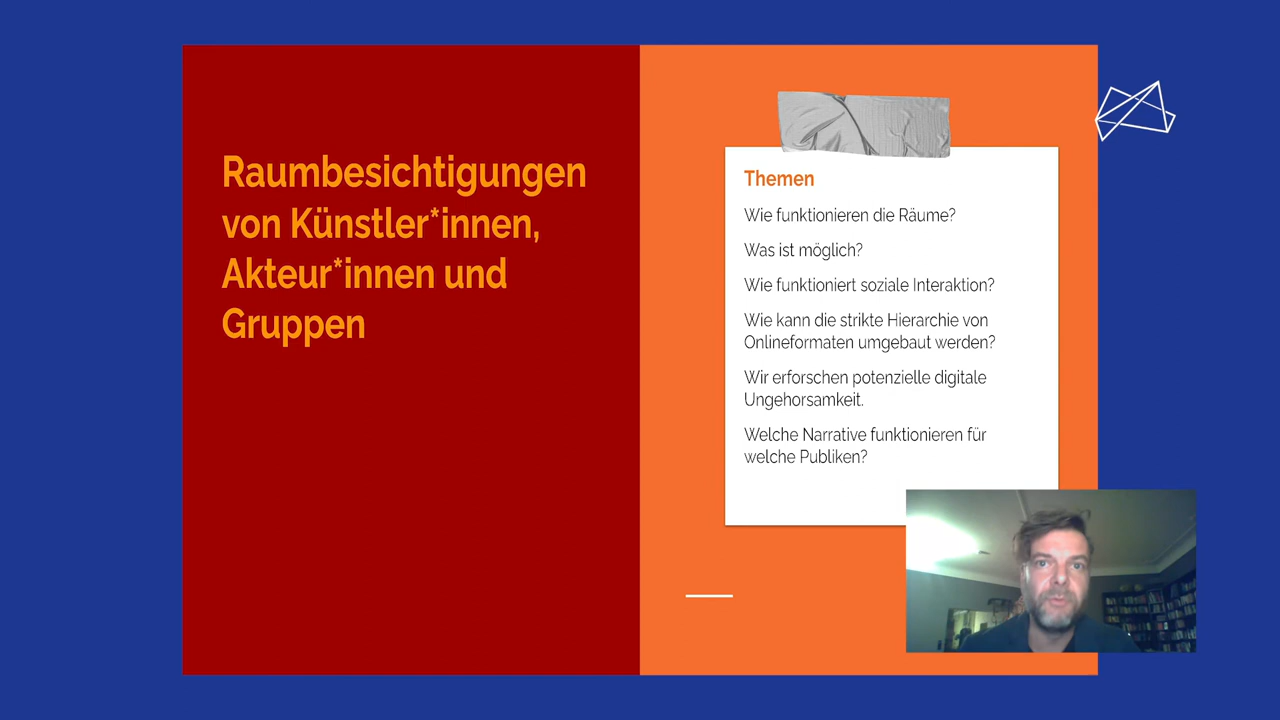 Raumbesichtigungen
von Künstler*innen,
Akteur*innen und
Gruppen
Themen
Wie funktionieren die Räume?
Was ist möglich?
Wie funktioniert soziale Interaktion?
Wie kann die strikte Hierarchie von
Onlineformaten umgebaut werden?
Wir erforschen potenzielle digitale
Ungehorsamkeit.
Welche Narrative funktionieren für
welche Publiken?